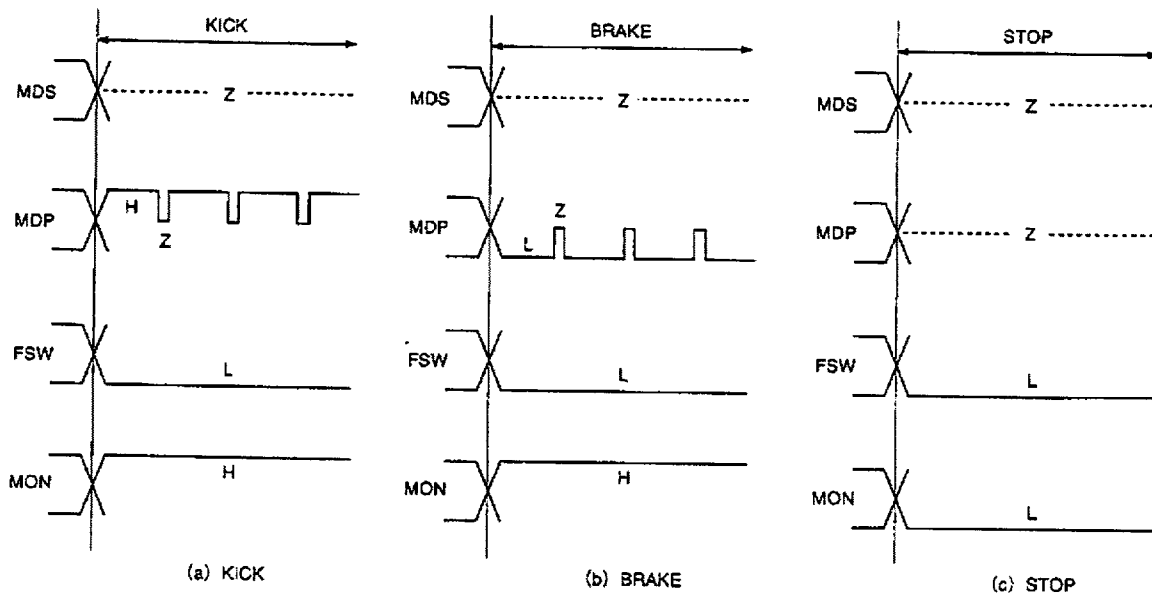 KICK
MDS
Z
MDP
H
Z
FSW
L
MON
H
(a) KICK
BRAKE
MDS
Z
MDP
Z
L
FSW
L
MON
H
(b) BRAKE
STOP
MDS
Z
MDP
Z
FSW
L
MON
L
(c) STOP